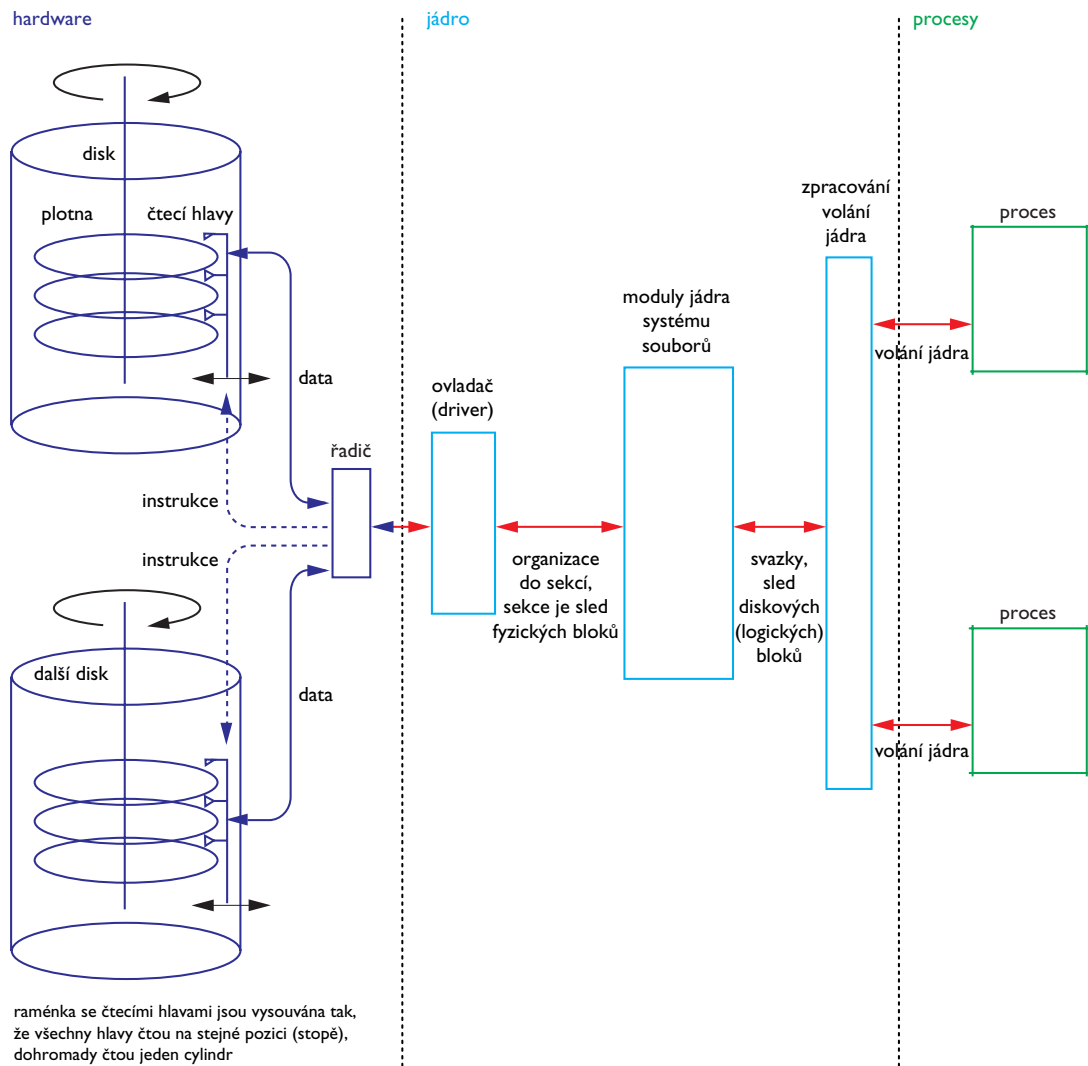 hardware
jádro
procesy
disk
plotna
čtecí hlavy
data
instrukce
řadič
instrukce
další disk
data
raménka se čtecími hlavami jsou vysouvána tak,
že všechny hlavy čtou na stejné pozici (stopě),
dohromady čtou jeden cylindr
ovladač
(driver)
organizace
do sekcí,
sekce je sled
fyzických bloků
moduly jádra
systému
souborů
svazky,
sled
diskových
(logických)
bloků
zpracování
volání
jádra
proces
volání jádra
proces
volání jádra